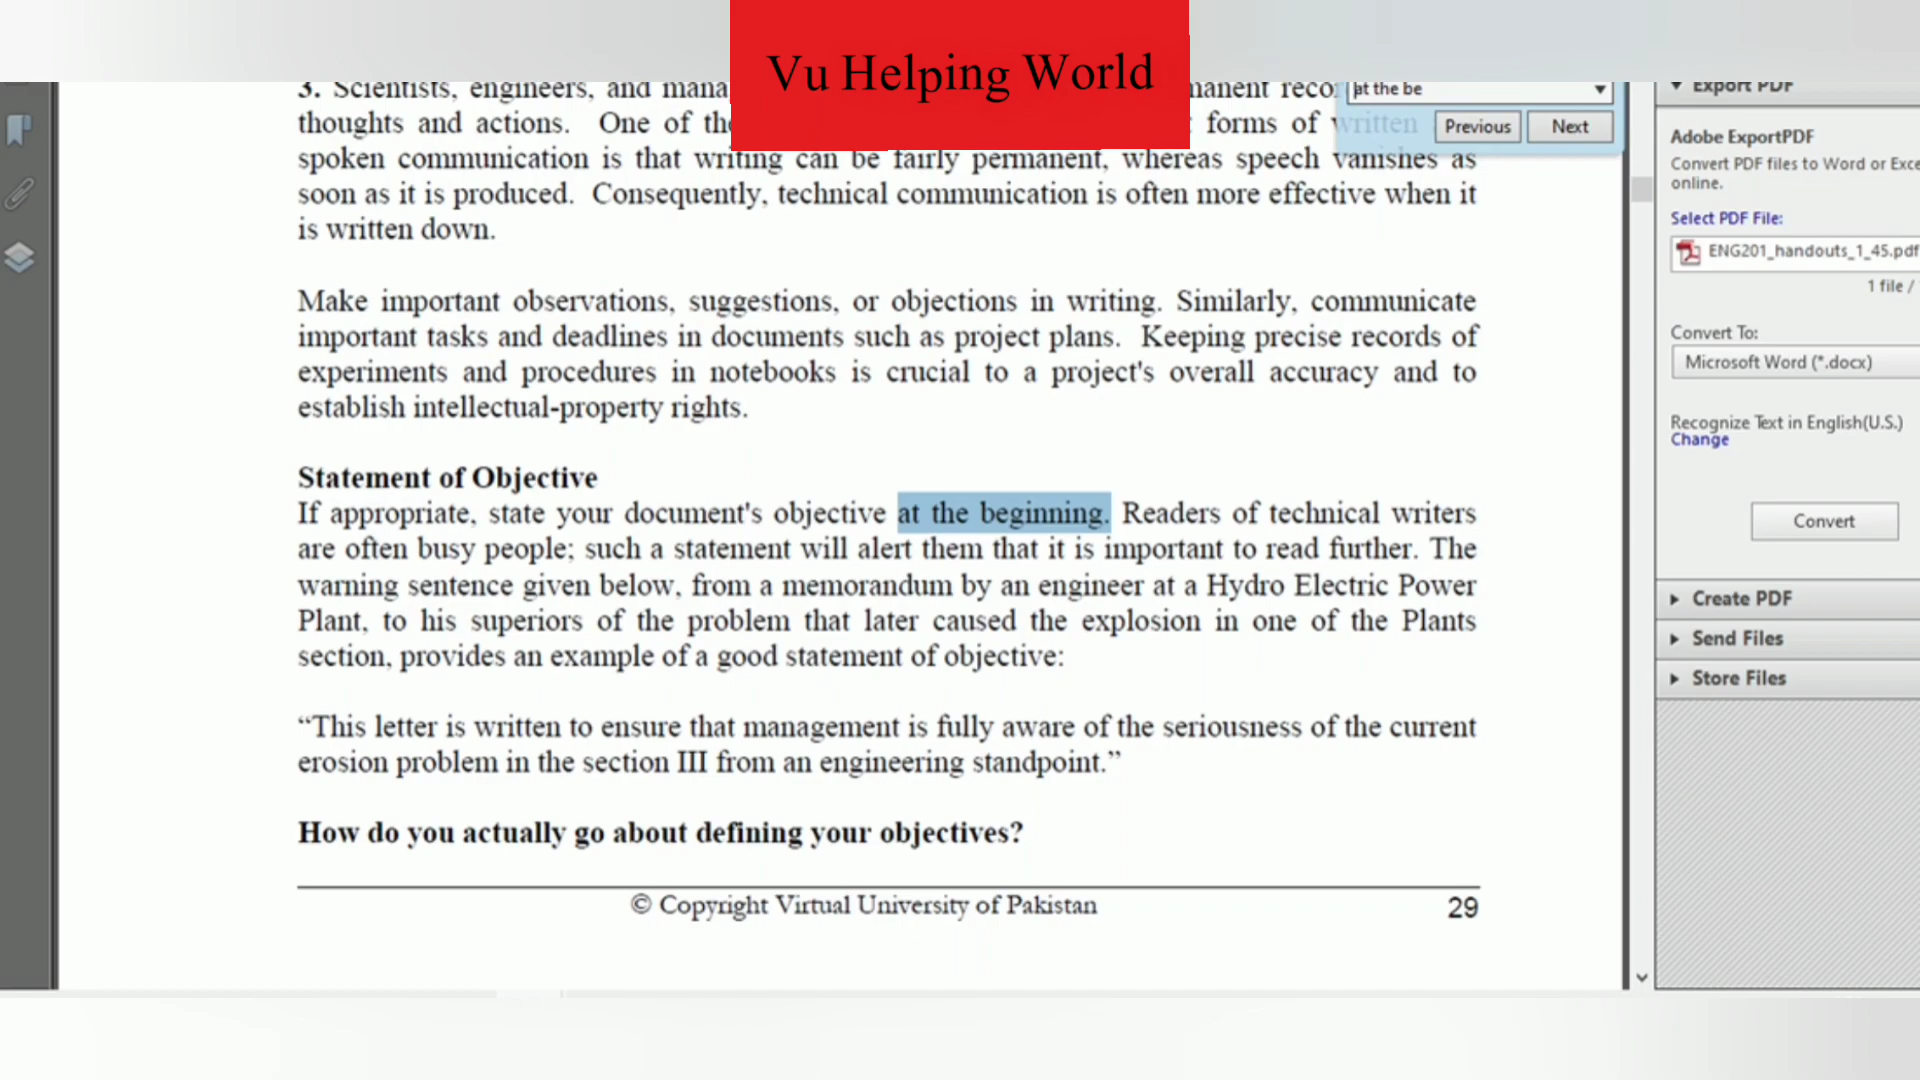 Vu Helping World
3. Scientists, engineers, and
thoughts and actions. One of forms of written
spoken communication is that writing can be fairly permanent, whereas speech vanishes as
soon as it is produced. Consequently, technical communication is often more effective when it
is written down.
Make important observations, suggestions, or objections in writing. Similarly, communicate
important tasks and deadlines in documents such as project plans. Keeping precise records of
experiments and procedures in notebooks is crucial to a project's overall accuracy and to
establish intellectual-property rights.
Statement of Objective
If appropriate, state your document's objective at the beginning. Readers of technical writers
are often busy people; such a statement will alert them that it is important to read further. The
warning sentence given below, from a memorandum by an engineer at a Hydro Electric Power
Plant, to his superiors of the problem that later caused the explosion in one of the Plants
section, provides an example of a good statement of objective:
“This letter is written to ensure that management is fully aware of the seriousness of the current
erosion problem in the section III from an engineering standpoint.”
How do you actually go about defining your objectives?
© Copyright Virtual University of Pakistan 29
at the be
Previous Next
Export PDF
Adobe ExportPDF
Convert PDF files to Word or Exce
online.
Select PDF File:
ENG201_handouts_1_45.pdf
1 file /
Convert To:
Microsoft Word (*.docx)
Recognize Text in English(U.S.)
Change
Convert
Create PDF
Send Files
Store Files